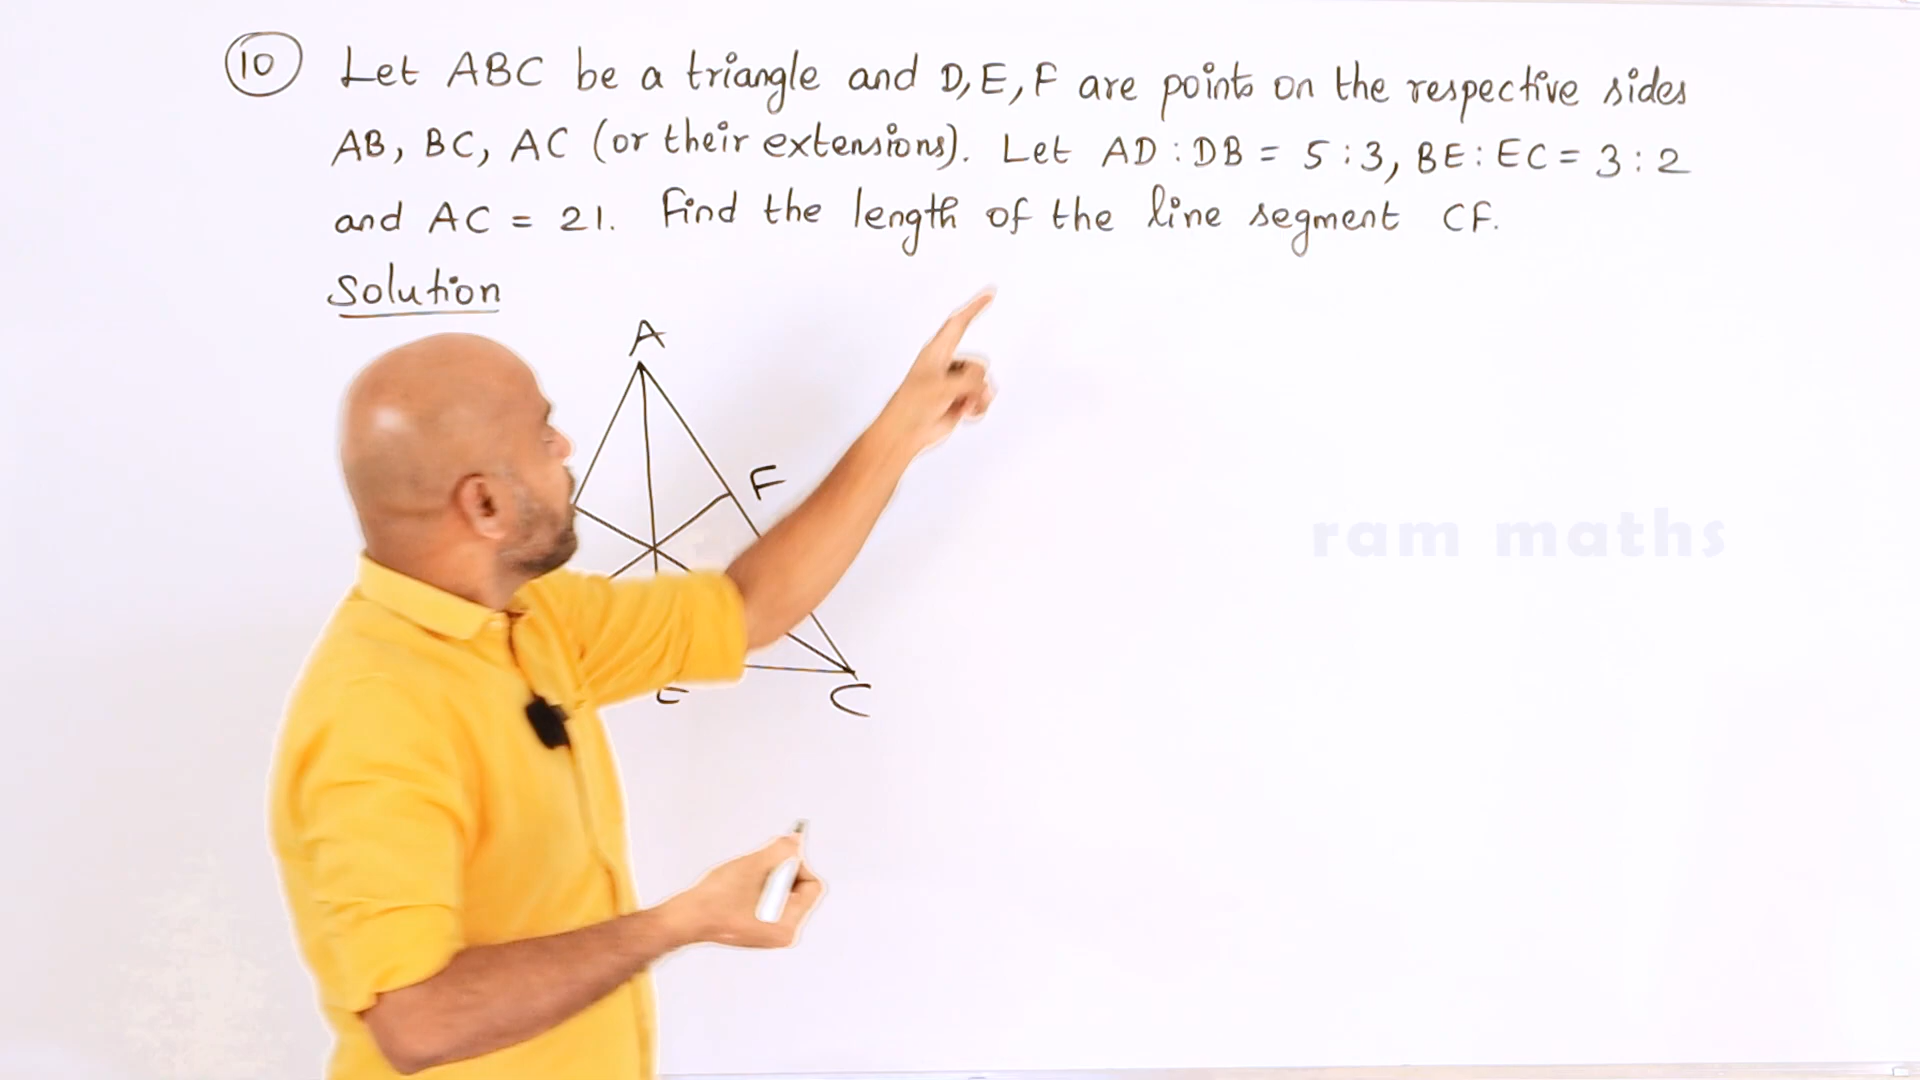 10 Let ABC be a triangle and D, E, F are points on the respective sides
AB, BC, AC (or their extensions). Let AD : DB = 5 : 3, BE : EC = 3 : 2
and AC = 21. Find the length of the line segment CF.
Solution
A
F
ram maths
E
C